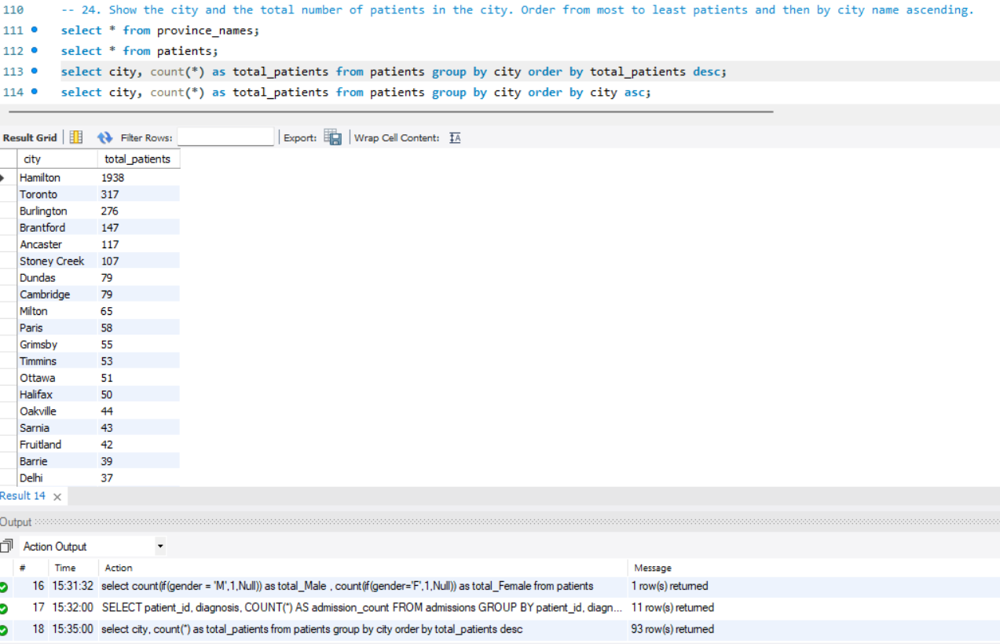 110 -- 24. Show the city and the total number of patients in the city. Order from most to least patients and then by city name ascending.
111 select * from province_names;
112 select * from patients;
113 select city, count(*) as total_patients from patients group by city order by total_patients desc;
114 select city, count(*) as total_patients from patients group by city order by city asc;
Result Grid Filter Rows: Export: Wrap Cell Content:
city total_patients
Hamilton 1938
Toronto 317
Burlington 276
Brantford 147
Ancaster 117
Stoney Creek 107
Dundas 79
Cambridge 79
Milton 65
Paris 58
Grimsby 55
Timmins 53
Ottawa 51
Halifax 50
Oakville 44
Sarnia 43
Fruitland 42
Barrie 39
Delhi 37
Result 14
Output
Action Output
# Time Action Message
16 15:31:32 select count(if(gender = 'M',1,Null)) as total_Male , count(if(gender='F',1,Null)) as total_Female from patients 1 row(s) returned
17 15:32:00 SELECT patient_id, diagnosis, COUNT(*) AS admission_count FROM admissions GROUP BY patient_id, diagn... 11 row(s) returned
18 15:35:00 select city, count(*) as total_patients from patients group by city order by total_patients desc 93 row(s) returned